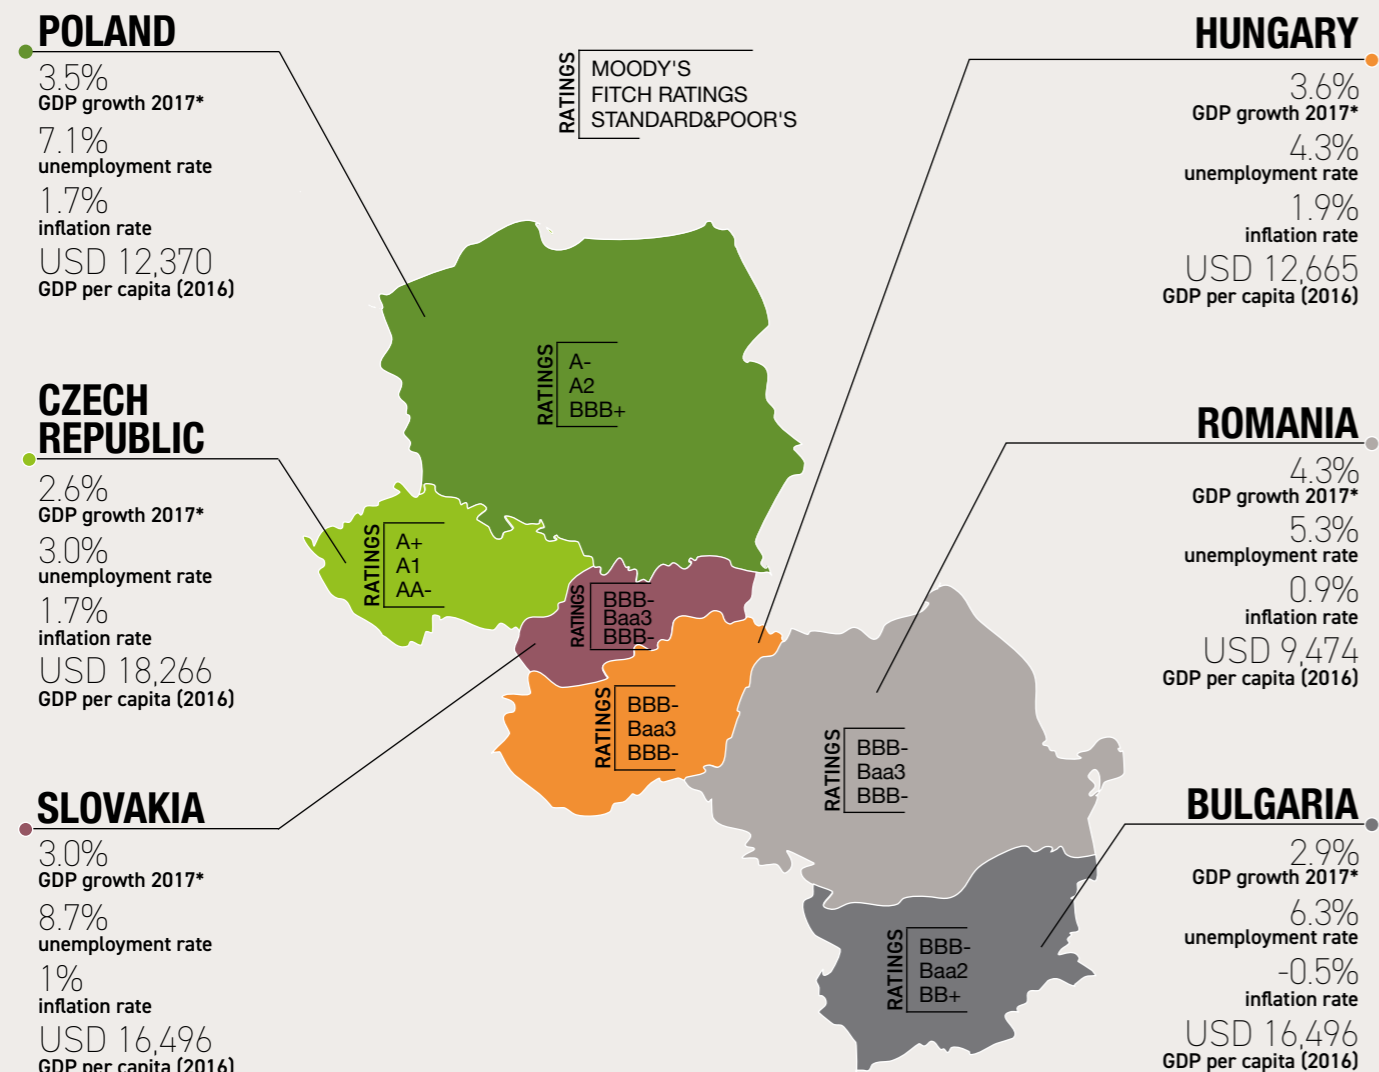 POLAND
3.5%
GDP growth 2017*
7.1%
unemployment rate
1.7%
inflation rate
USD 12,370
GDP per capita (2016)
RATINGS
MOODY'S
FITCH RATINGS
STANDARD&POOR'S
HUNGARY
3.6%
GDP growth 2017*
4.3%
unemployment rate
1.9%
inflation rate
USD 12,665
GDP per capita (2016)
RATINGS
A-
A2
BBB+
CZECH
REPUBLIC
2.6%
GDP growth 2017*
3.0%
unemployment rate
1.7%
inflation rate
USD 18,266
GDP per capita (2016)
RATINGS
A+
A1
AA-
ROMANIA
4.3%
GDP growth 2017*
5.3%
unemployment rate
0.9%
inflation rate
USD 9,474
GDP per capita (2016)
RATINGS
BBB-
Baa3
BBB-
RATINGS
BBB-
Baa3
BBB-
RATINGS
BBB-
Baa3
BBB-
SLOVAKIA
3.0%
GDP growth 2017*
8.7%
unemployment rate
1%
inflation rate
USD 16,496
GDP per capita (2016)
BULGARIA
2.9%
GDP growth 2017*
6.3%
unemployment rate
-0.5%
inflation rate
USD 16,496
GDP per capita (2016)
RATINGS
BBB-
Baa2
BB+